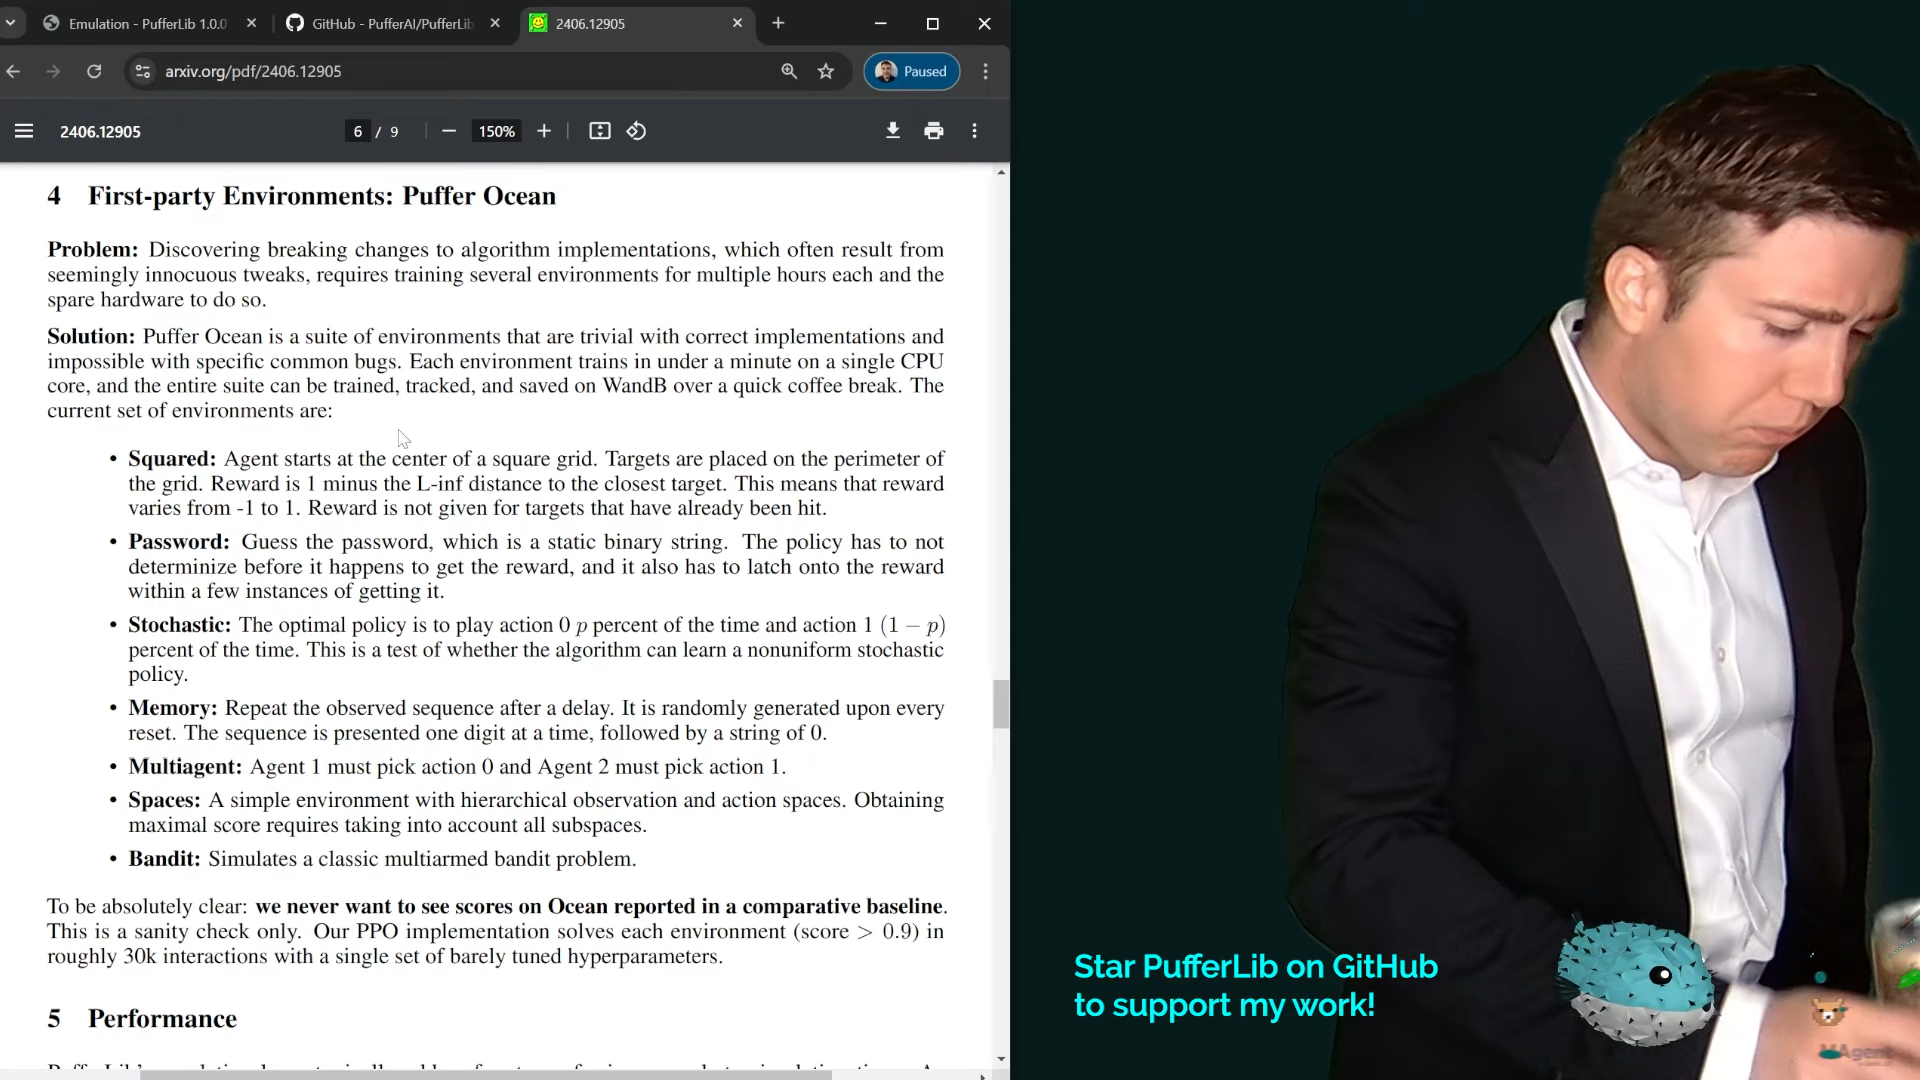 Emulation - PufferLib 1.0.0
GitHub - PufferAI/PufferLib
2406.12905
arxiv.org/pdf/2406.12905
Paused
2406.12905
6 / 9
150%
4 First-party Environments: Puffer Ocean
Problem: Discovering breaking changes to algorithm implementations, which often result from
seemingly innocuous tweaks, requires training several environments for multiple hours each and the
spare hardware to do so.
Solution: Puffer Ocean is a suite of environments that are trivial with correct implementations and
impossible with specific common bugs. Each environment trains in under a minute on a single CPU
core, and the entire suite can be trained, tracked, and saved on WandB over a quick coffee break. The
current set of environments are:
• Squared: Agent starts at the center of a square grid. Targets are placed on the perimeter of
the grid. Reward is 1 minus the L-inf distance to the closest target. This means that reward
varies from -1 to 1. Reward is not given for targets that have already been hit.
• Password: Guess the password, which is a static binary string. The policy has to not
determinize before it happens to get the reward, and it also has to latch onto the reward
within a few instances of getting it.
• Stochastic: The optimal policy is to play action 0 p percent of the time and action 1 (1 − p)
percent of the time. This is a test of whether the algorithm can learn a nonuniform stochastic
policy.
• Memory: Repeat the observed sequence after a delay. It is randomly generated upon every
reset. The sequence is presented one digit at a time, followed by a string of 0.
• Multiagent: Agent 1 must pick action 0 and Agent 2 must pick action 1.
• Spaces: A simple environment with hierarchical observation and action spaces. Obtaining
maximal score requires taking into account all subspaces.
• Bandit: Simulates a classic multiarmed bandit problem.
To be absolutely clear: we never want to see scores on Ocean reported in a comparative baseline.
This is a sanity check only. Our PPO implementation solves each environment (score > 0.9) in
roughly 30k interactions with a single set of barely tuned hyperparameters.
5 Performance
Star PufferLib on GitHub
to support my work!
MAgent